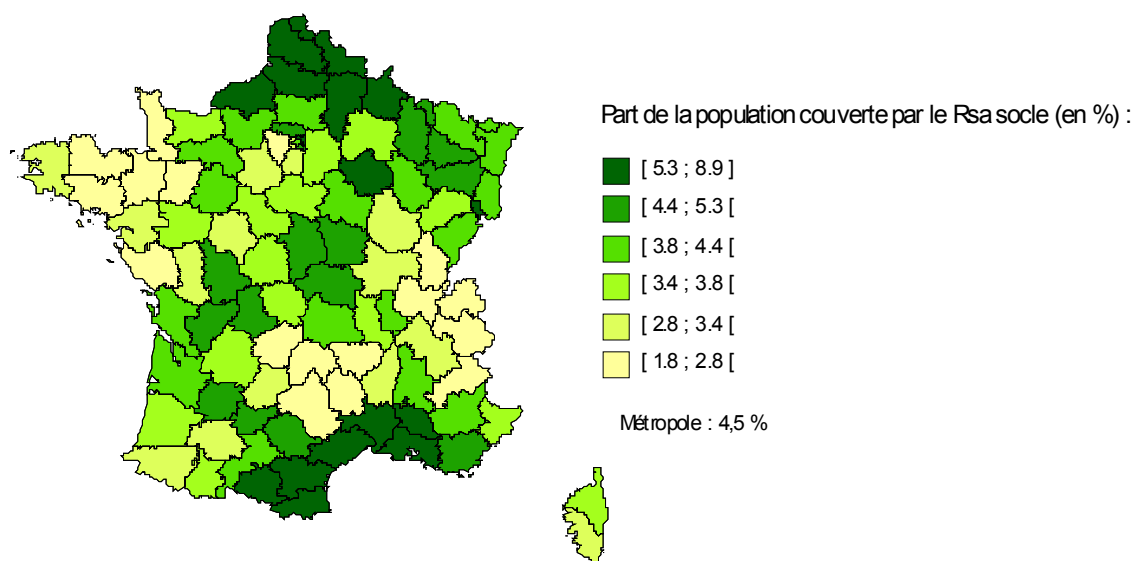 Part de la population couverte par le Rsa socle (en %) :
[ 5.3 ; 8.9 ]
[ 4.4 ; 5.3 [
[ 3.8 ; 4.4 [
[ 3.4 ; 3.8 [
[ 2.8 ; 3.4 [
[ 1.8 ; 2.8 [
Métropole : 4,5 %